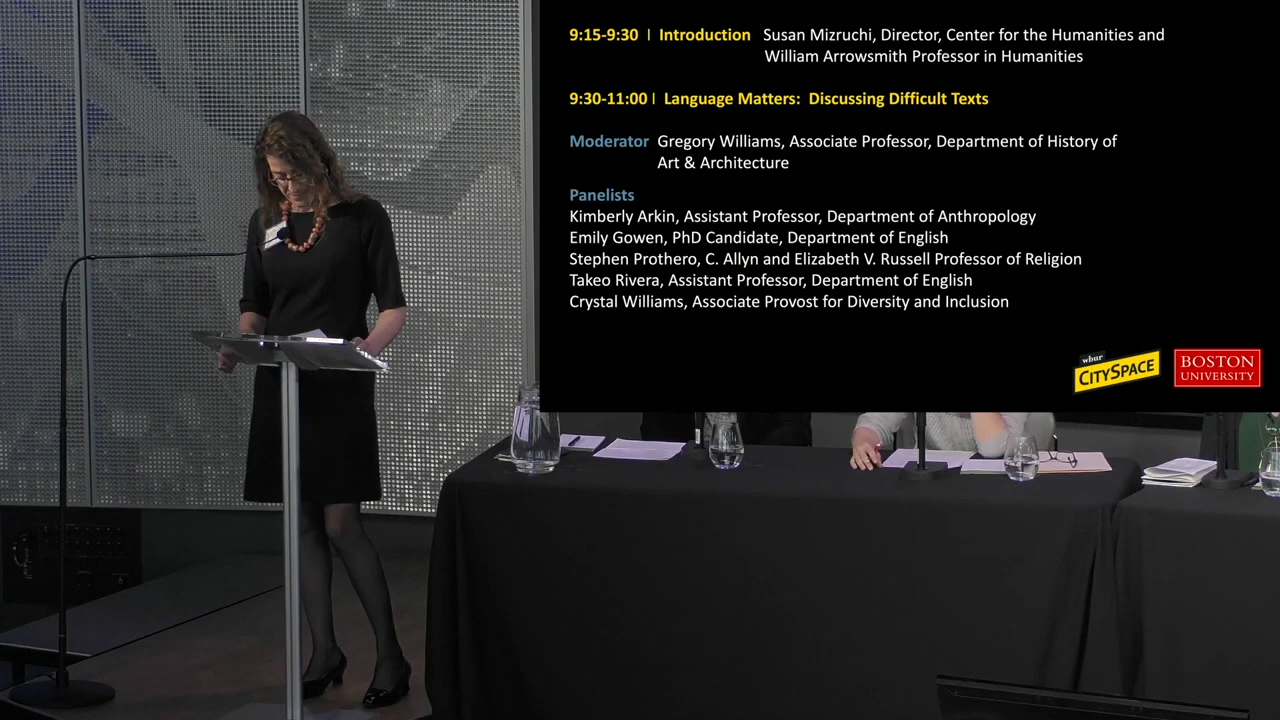 9:15-9:30 | Introduction Susan Mizruchi, Director, Center for the Humanities and
William Arrowsmith Professor in Humanities
9:30-11:00 | Language Matters: Discussing Difficult Texts
Moderator Gregory Williams, Associate Professor, Department of History of
Art & Architecture
Panelists
Kimberly Arkin, Assistant Professor, Department of Anthropology
Emily Gowen, PhD Candidate, Department of English
Stephen Prothero, C. Allyn and Elizabeth V. Russell Professor of Religion
Takeo Rivera, Assistant Professor, Department of English
Crystal Williams, Associate Provost for Diversity and Inclusion
wbur
CITYSPACE
BOSTON
UNIVERSITY